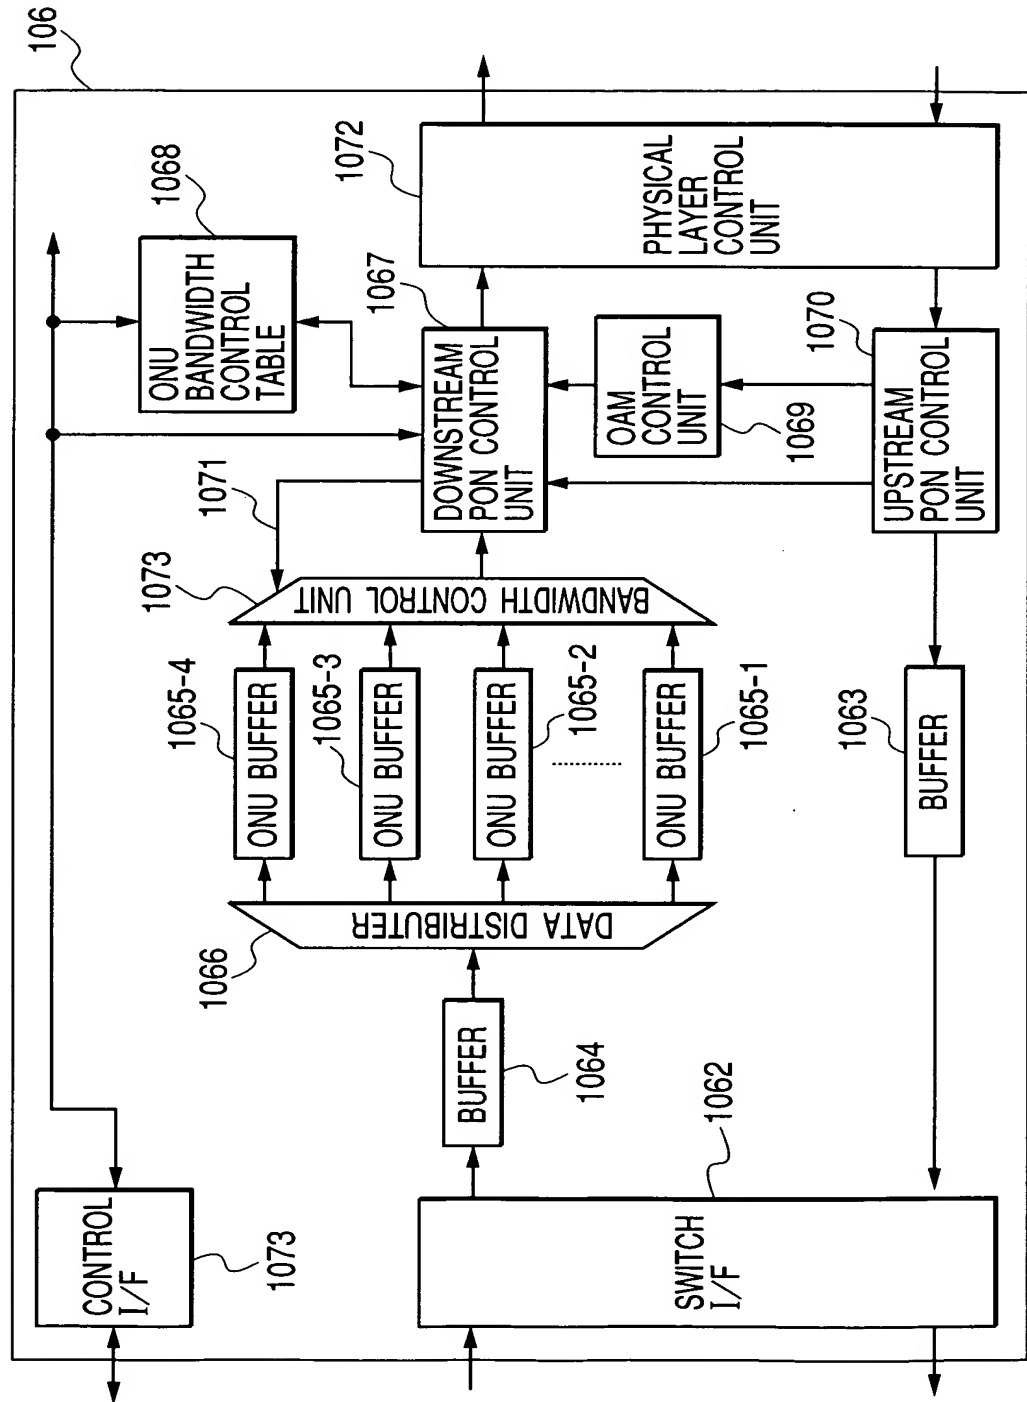 106
CONTROL
I/F
1073
ONU
BANDWIDTH
CONTROL
TABLE
1068
SWITCH
I/F
1062
BUFFER
1064
DATA DISTRIBUTER
1066
ONU BUFFER
1065-4
ONU BUFFER
1065-3
ONU BUFFER
1065-2
ONU BUFFER
1065-1
BANDWIDTH CONTROL UNIT
1073
1071
DOWNSTREAM
PON CONTROL
UNIT
1067
OAM CONTROL
UNIT
1069
PHYSICAL
LAYER
CONTROL
UNIT
1072
UPSTREAM
PON CONTROL
UNIT
1070
BUFFER
1063